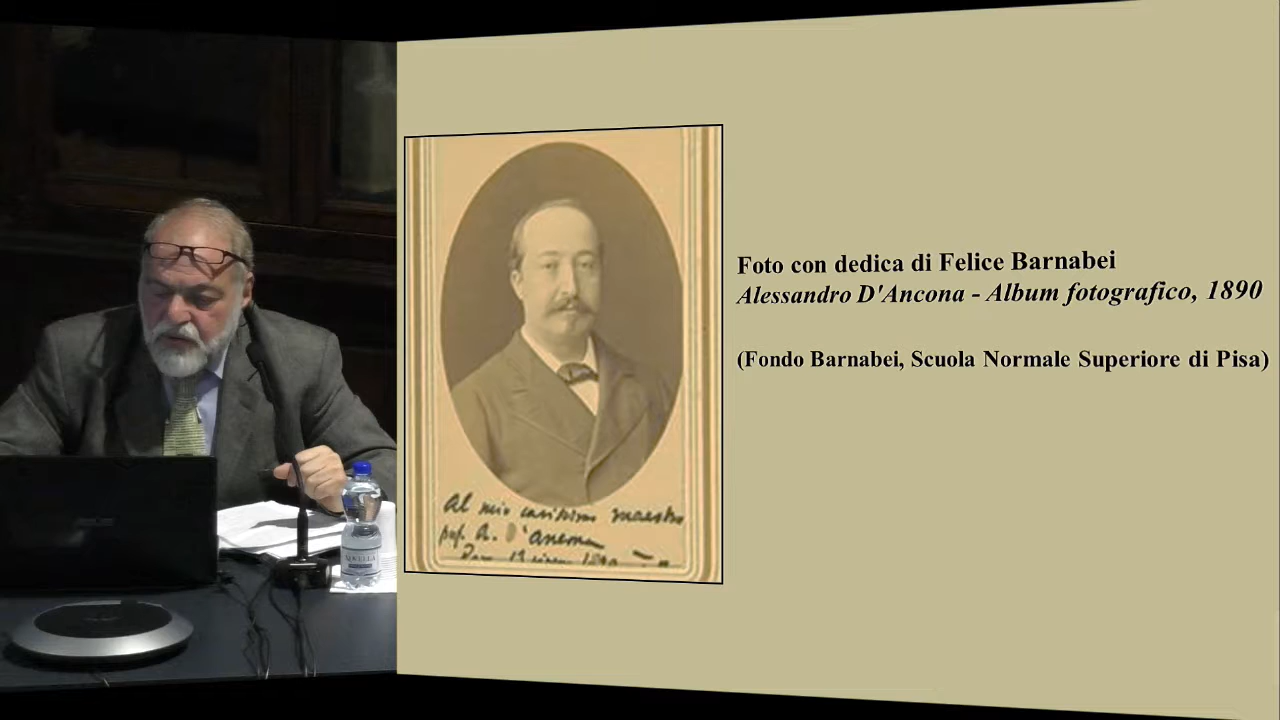 Foto con dedica di Felice Barnabei
Alessandro D'Ancona - Album fotografico, 1890
(Fondo Barnabei, Scuola Normale Superiore di Pisa)
Al mio carissimo maestro
prof. A. D'Ancona
1890